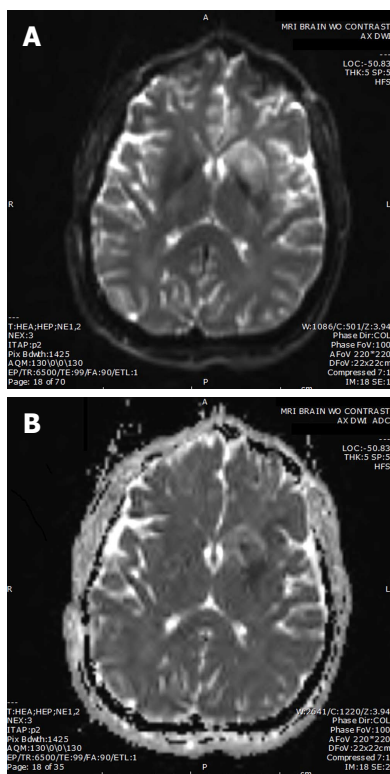 A
A
MRI BRAIN WO CONTRAST
AX DWI
---
LOC:-50.83
THK:5 SP:5
HFS
R
L
---
T:HEA;HEP;NE1,2
NEX:3
ITAP:p2
Pix Bdwth:1425
AQM:130\0\0\130
EP/TR:6500/TE:99/FA:90/ETL:1
Page: 18 of 70
P
W:1086/C:501/Z:3.94
Phase Dir:COL
Phase FoV:100
AFoV 220*220
DFoV:22x22cm
Compressed 7:1
IM:18 SE:
cm
B
A
MRI BRAIN WO CONTRAST
AX DWI ADC
---
LOC:-50.83
THK:5 SP:5
HFS
R
L
---
T:HEA;HEP;NE1,2
NEX:3
ITAP:p2
Pix Bdwth:1425
AQM:130\0\0\130
EP/TR:6500/TE:99/FA:90/ETL:1
Page: 18 of 35
P
W:2641/C:1220/Z:3.94
Phase Dir:COL
Phase FoV:100
AFoV 220*220
DFoV:22x22cm
Compressed 7:1
IM:18 SE:2
cm